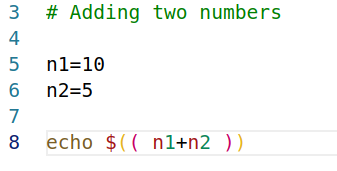 3 # Adding two numbers
4
5 n1=10
6 n2=5
7
8 echo $(( n1+n2 ))